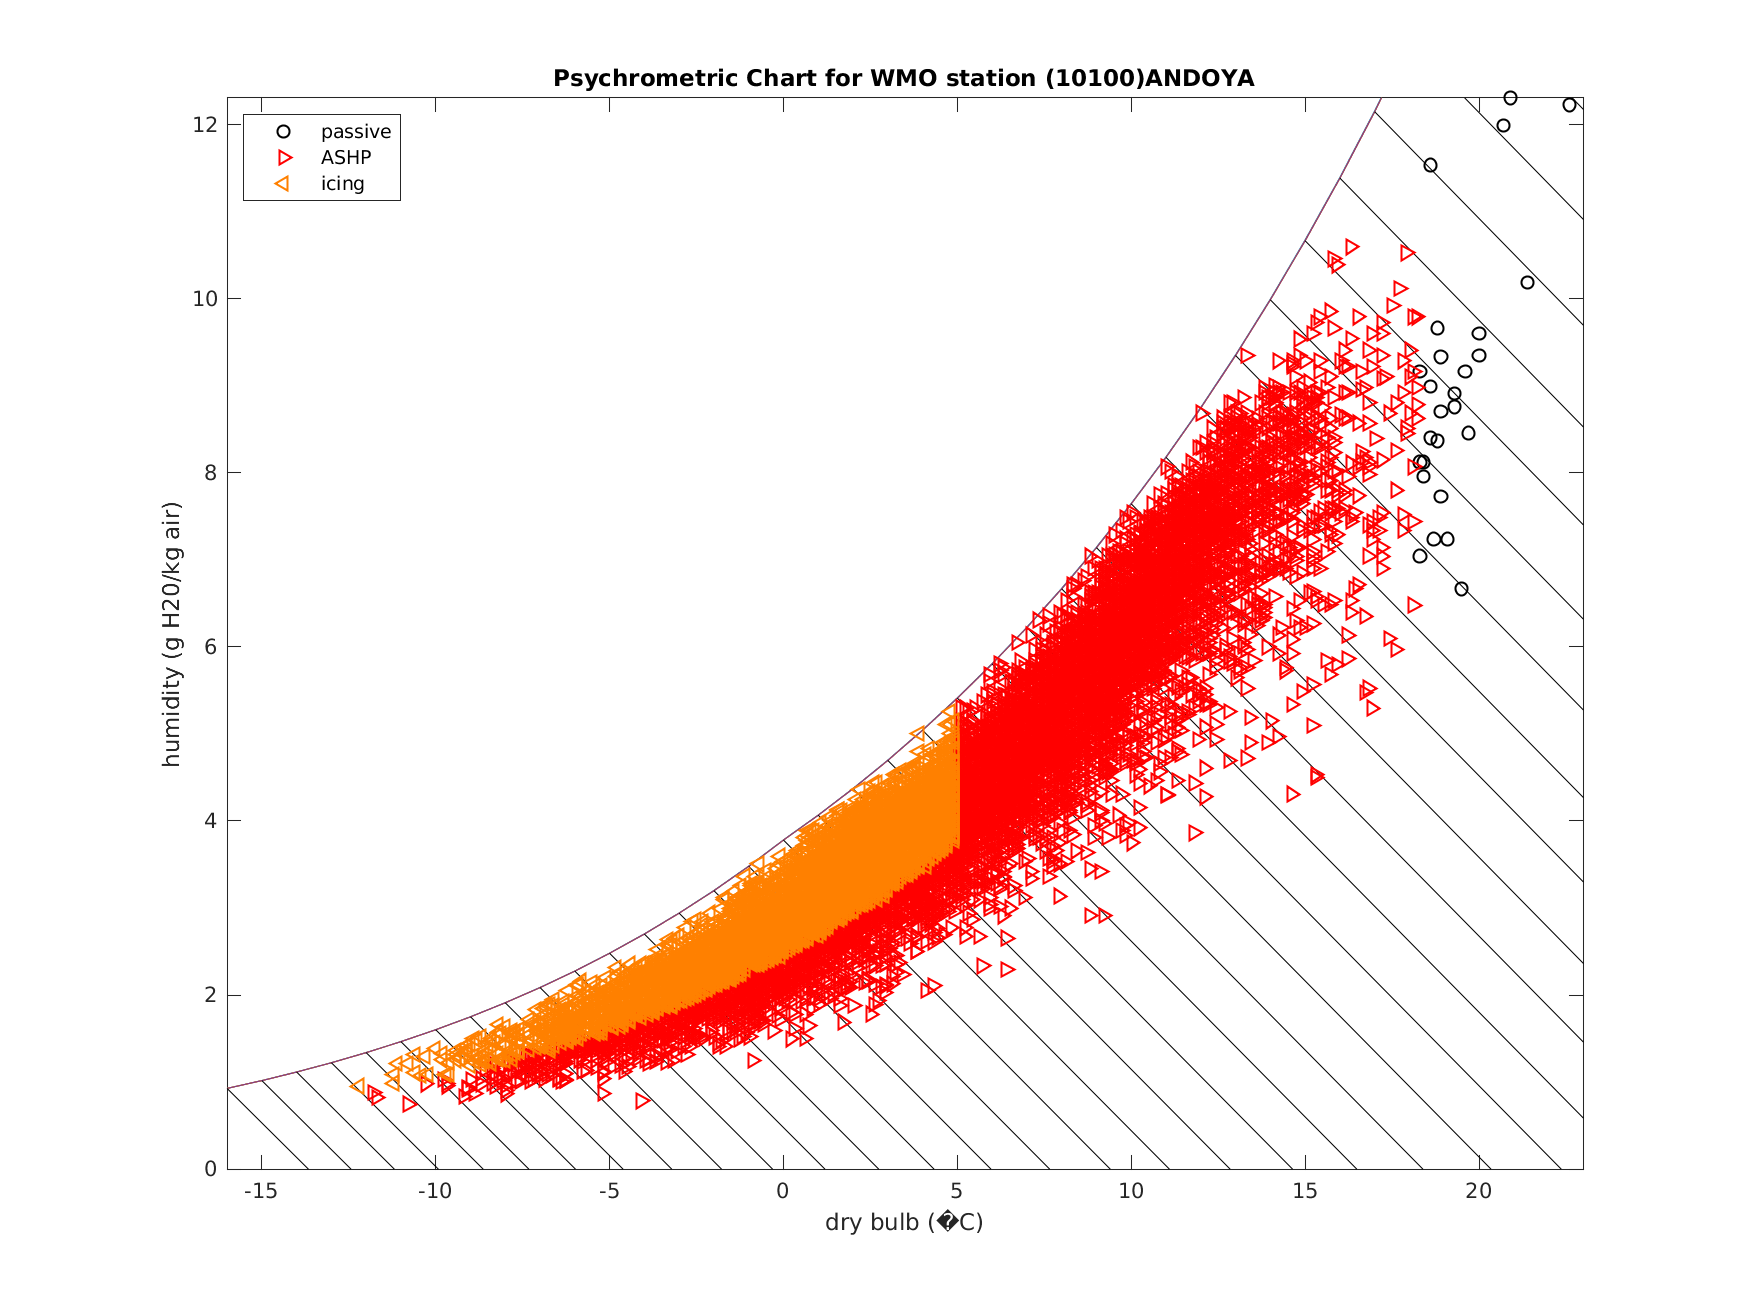 Psychrometric Chart for WMO station (10100)ANDOYA
passive
ASHP
icing
humidity (g H20/kg air)
12
10
8
6
4
2
0
-15 -10 -5 0 5 10 15 20
dry bulb (�C)